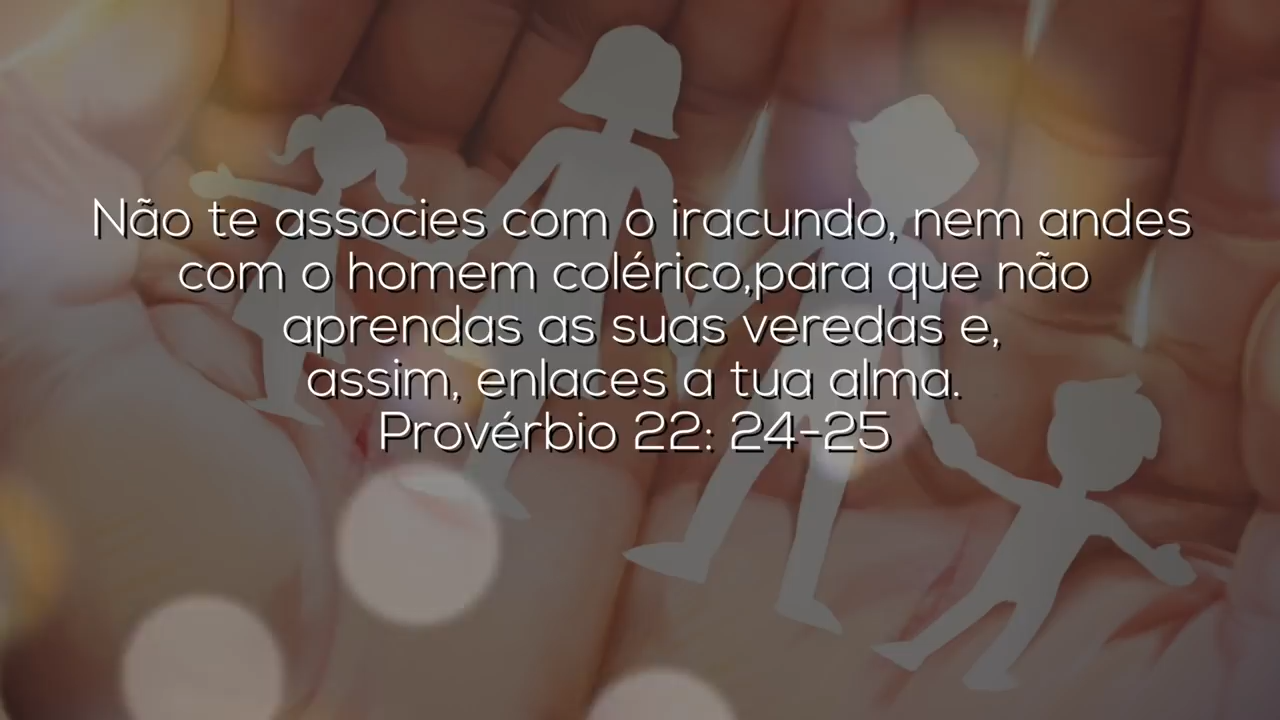 Não te associes com o iracundo, nem andes
com o homem colérico,para que não
aprendas as suas veredas e,
assim, enlaces a tua alma.
Provérbio 22: 24-25